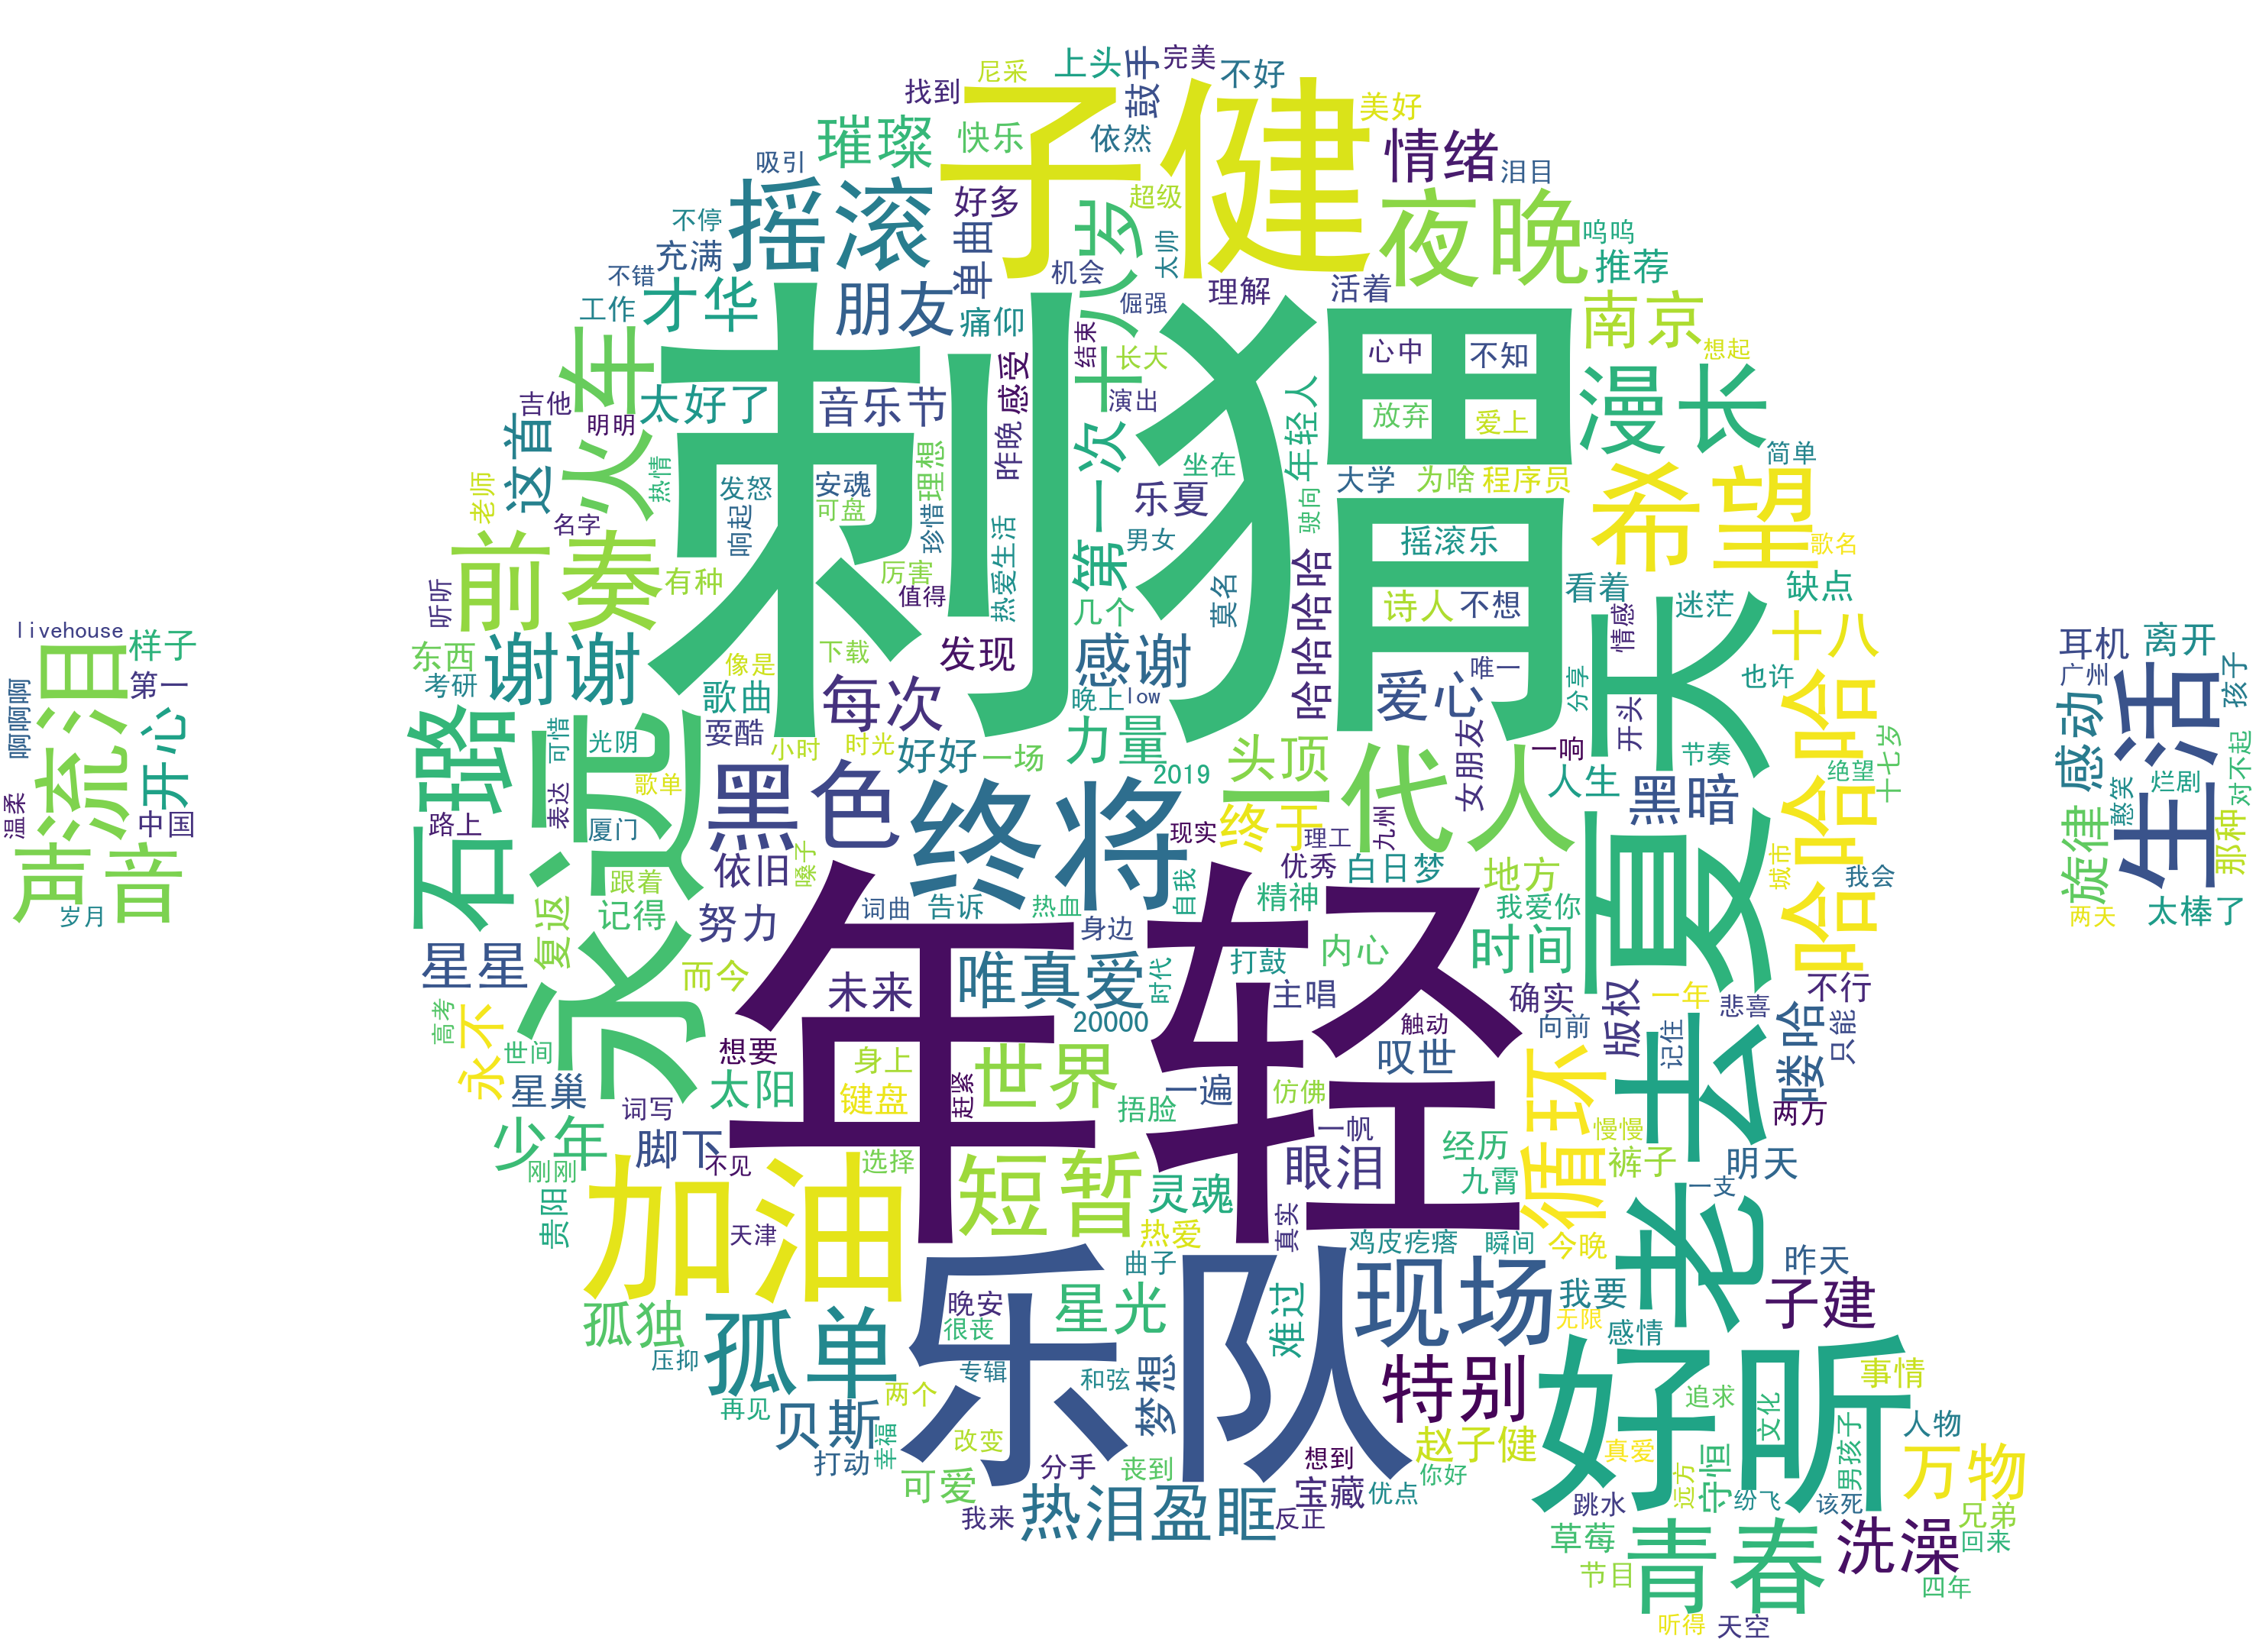 尼采
上头
鼓手
完美
不好
找到
子健
美好
璀璨
快乐
依然
情绪
泪目
吸引
摇滚
好多
超级
夜晚
呜呜
不停
充满
单曲
十八岁
太帅
推荐
不错
工作
才华
朋友
痛仰
机会
倔强
理解
活着
南京
刺猬
火车
感受
结束
长大
心中
不知
想起
漫长
吉他
明明
太好了
音乐节
演出
年轻人
放弃
爱上
这首
热情
昨晚
第一次
坐在
简单
希望
老师
名字
前奏
发怒
安魂
可盘
珍惜理想
乐夏
大学
为啥
程序员
响起
热爱生活
男女
驶向
摇滚乐
歌名
听听
有种
厉害
值得
几个
莫名
哈哈哈哈
诗人
不想
看着
迷茫
缺点
livehouse
样子
东西
谢谢
下载
发现
感谢
情感
夏天
十八
耳机
离开
泪流
第一
考研
像是
歌曲
每次
晚上
low
爱心
唯一
分享
也许
广州
孩子
啊啊啊
开心
石璐
永远
可惜
光阴
耍酷
小时
时光
好好
一场
力量
头顶
女朋友
一响
开头
节奏
哈哈哈
十七岁
感动
生活
对不起
温柔
中国
路上
表达
歌单
厦门
黑色
终将
2019
一代人
人生
黑暗
绝望
憨笑
烂剧
声音
岁月
跟着
依旧
嗓子
现实
终于
理工
九州
优秀
白日梦
地方
城市
我会
旋律
那种
两天
太棒了
复返
记得
努力
词曲
告诉
热血
自我
精神
我爱你
星星
而今
年轻
身边
打鼓
内心
时间
未来
唯真爱
时代
主唱
确实
版权
一年
悲喜
不行
高考
永不
世间
想要
身上
20000
触动
向前
记住
老去
喽哈
只能
星巢
太阳
键盘
赶紧
世界
捂脸
一遍
仿佛
叹世
循环
两万
词写
少年
脚下
一帆
经历
慢慢
裤子
明天
刚刚
不见
选择
短暂
灵魂
眼泪
九霄
一支
贵阳
加油
天津
热爱
真实
鸡皮疙瘩
瞬间
今晚
昨天
乐队
曲子
现场
我要
子建
孤独
孤单
晚安
很丧
星光
难过
无限
感情
压抑
专辑
和弦
梦想
特别
好听
事情
再见
贝斯
两个
追求
文化
打动
幸福
改变
赵子健
真爱
守恒
男孩子
人物
万物
可爱
分手
丧到
想到
宝藏
优点
你好
远方
纷飞
该死
跳水
我来
热泪盈眶
反正
草莓
青春
洗澡
兄弟
回来
节目
四年
听得
天空